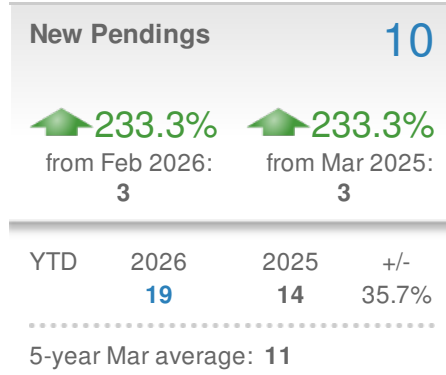 New Pendings 10
233.3% 233.3%
from Feb 2026: from Mar 2025:
3 3
YTD 2026 2025 +/-
19 14 35.7%
5-year Mar average: 11